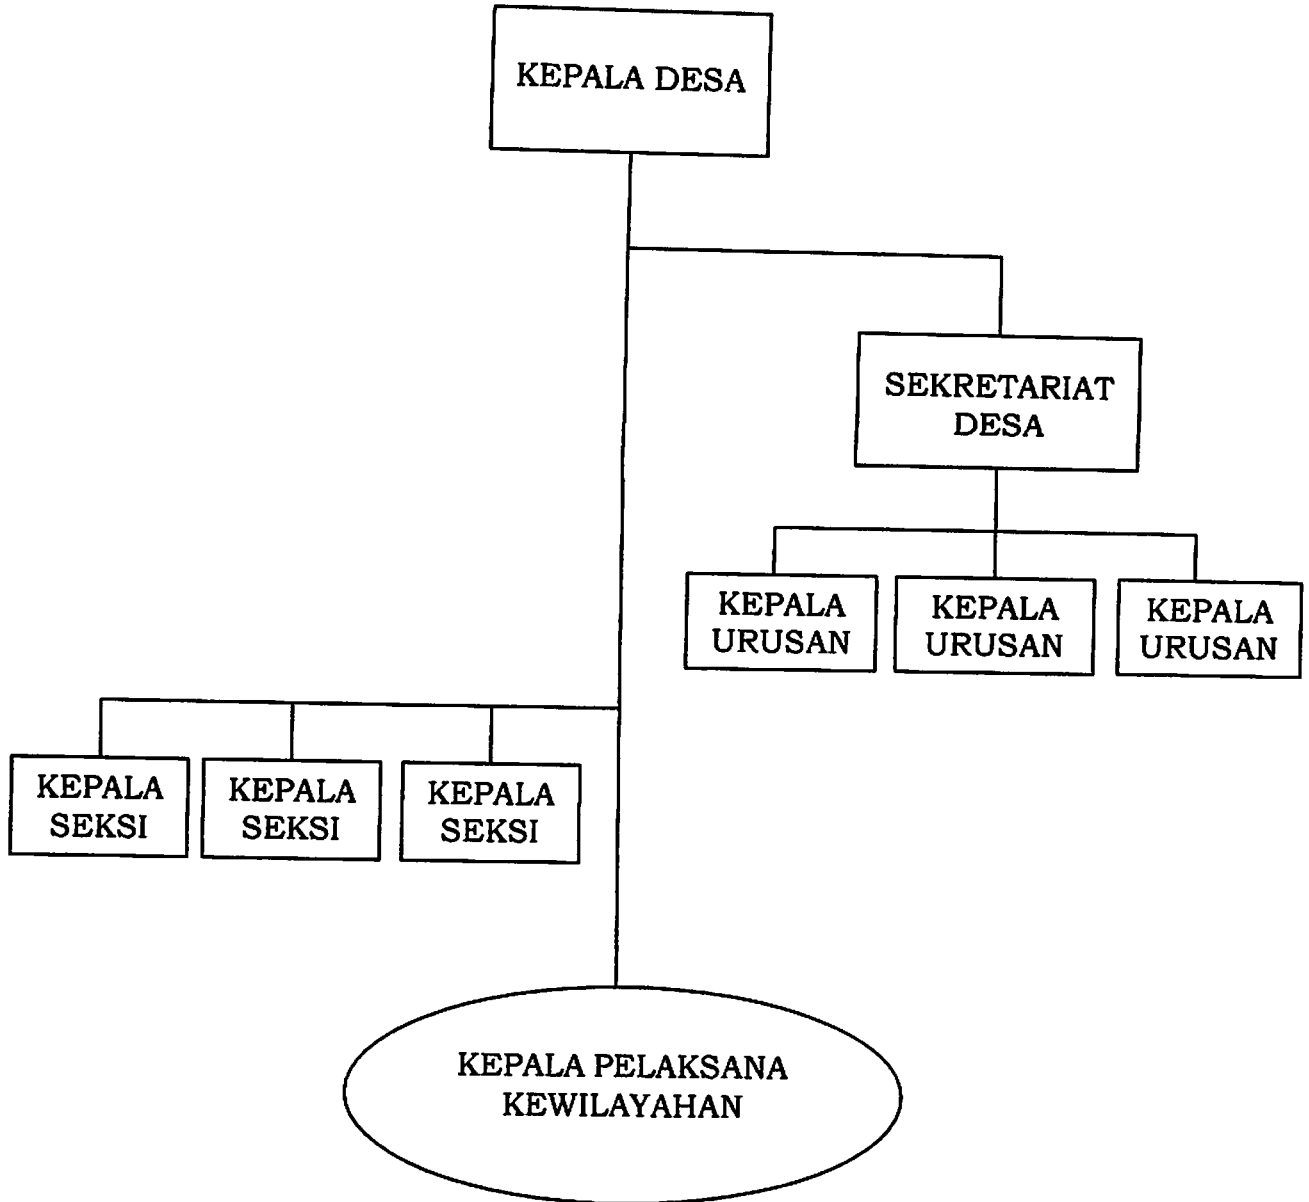 KEPALA DESA
SEKRETARIAT
DESA
KEPALA
URUSAN
KEPALA
URUSAN
KEPALA
URUSAN
KEPALA
SEKSI
KEPALA
SEKSI
KEPALA
SEKSI
KEPALA PELAKSANA
KEWILAYAHAN